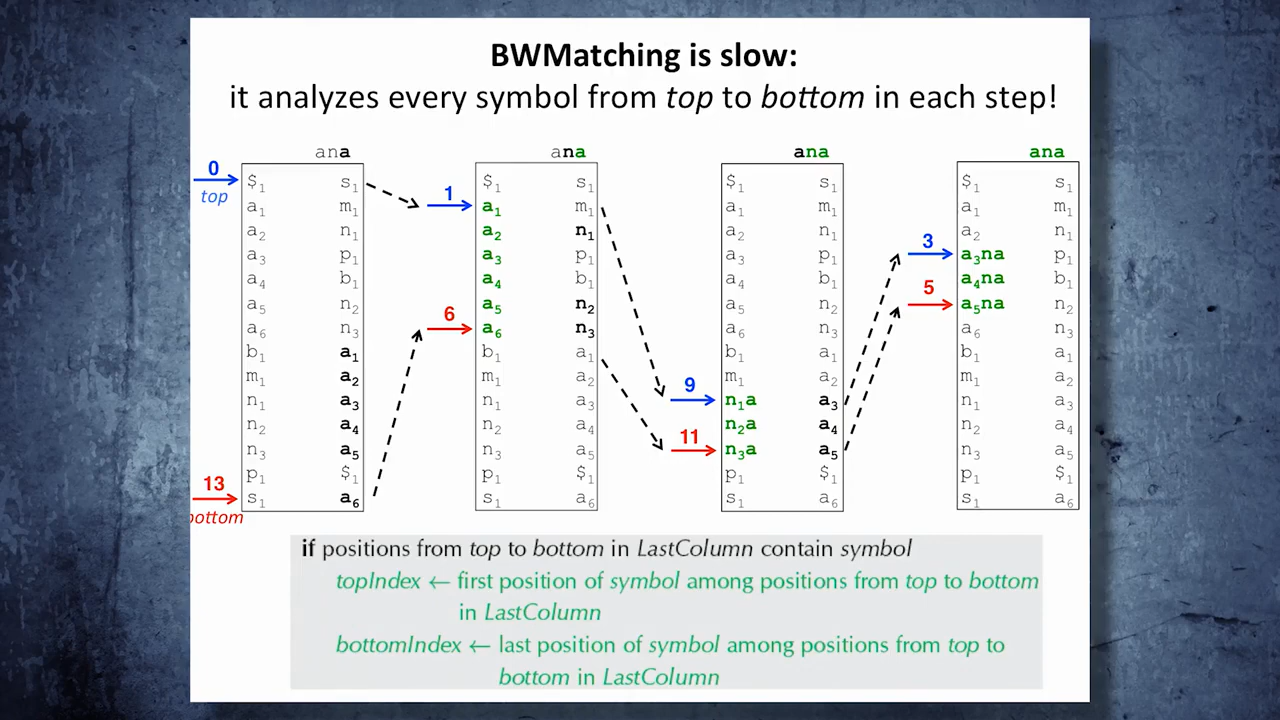 BWMatching is slow:
it analyzes every symbol from top to bottom in each step!
ana ana ana ana
0
top
1
6
9
11
3
5
13
bottom
$₁ s₁ $₁ s₁ $₁ s₁ $₁ s₁
a₁ m₁ a₁ m₁ a₁ m₁ a₁ m₁
a₂ n₁ a₂ n₁ a₂ n₁ a₂ n₁
a₃ p₁ a₃ p₁ a₃ p₁ a₃na p₁
a₄ b₁ a₄ b₁ a₄ b₁ a₄na b₁
a₅ n₂ a₅ n₂ a₅ n₂ a₅na n₂
a₆ n₃ a₆ n₃ a₆ n₃ a₆ n₃
b₁ a₁ b₁ a₁ b₁ a₁ b₁ a₁
m₁ a₂ m₁ a₂ m₁ a₂ m₁ a₂
n₁ a₃ n₁ a₃ n₁a a₃ n₁ a₃
n₂ a₄ n₂ a₄ n₂a a₄ n₂ a₄
n₃ a₅ n₃ a₅ n₃a a₅ n₃ a₅
p₁ $₁ p₁ $₁ p₁ $₁ p₁ $₁
s₁ a₆ s₁ a₆ s₁ a₆ s₁ a₆
if positions from top to bottom in LastColumn contain symbol
topIndex ← first position of symbol among positions from top to bottom
in LastColumn
bottomIndex ← last position of symbol among positions from top to
bottom in LastColumn